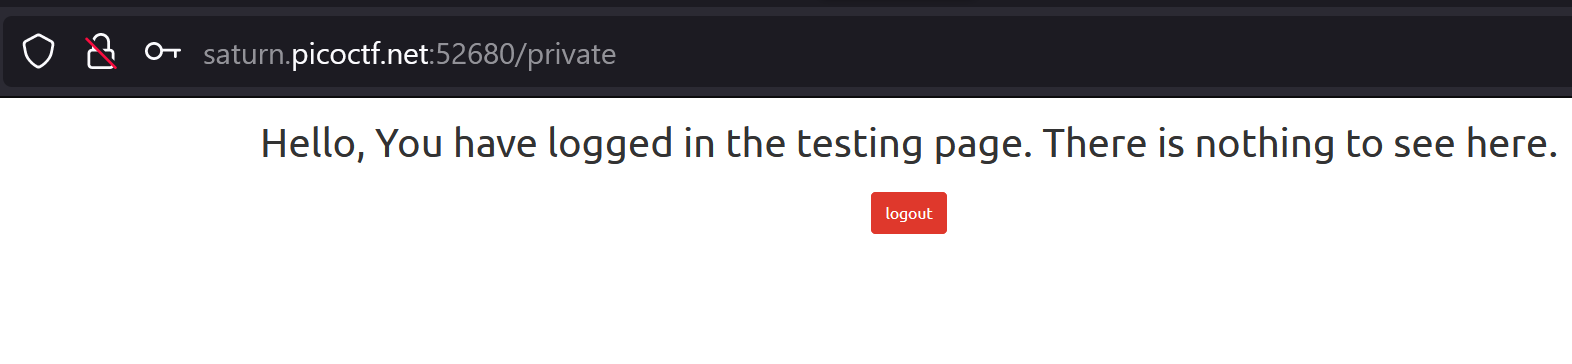 saturn.picoctf.net:52680/private
Hello, You have logged in the testing page. There is nothing to see here.
logout